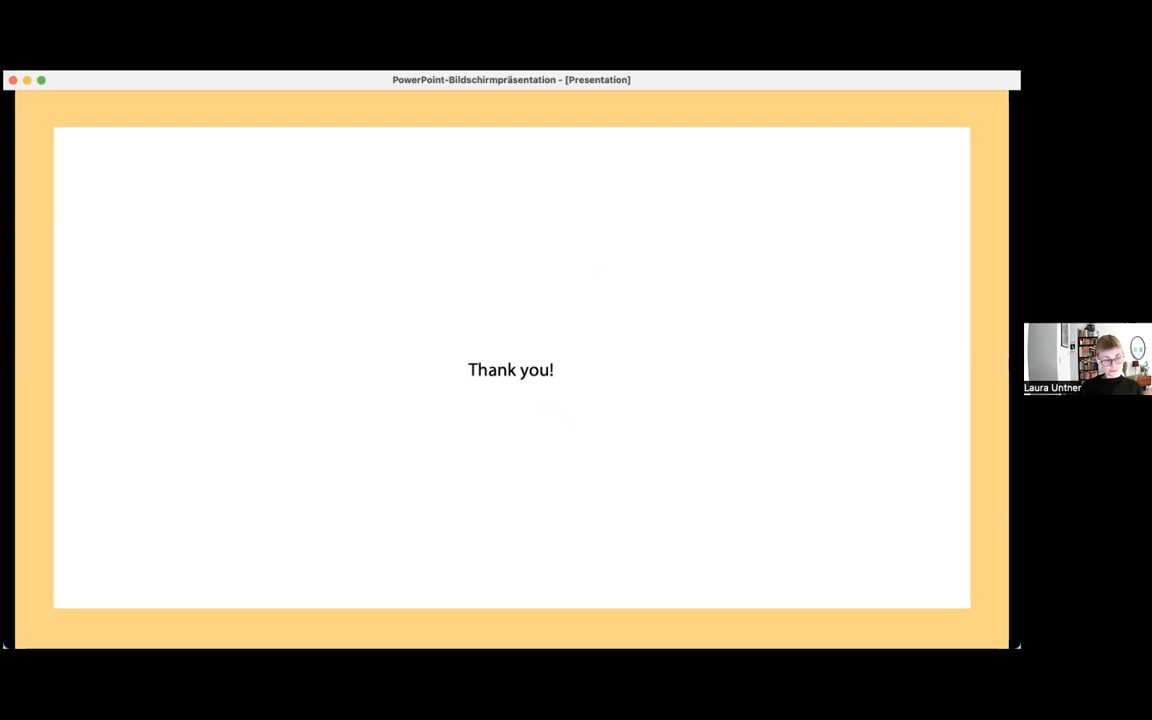 PowerPoint-Bildschirmpräsentation - [Presentation]
Thank you!
Laura Untner